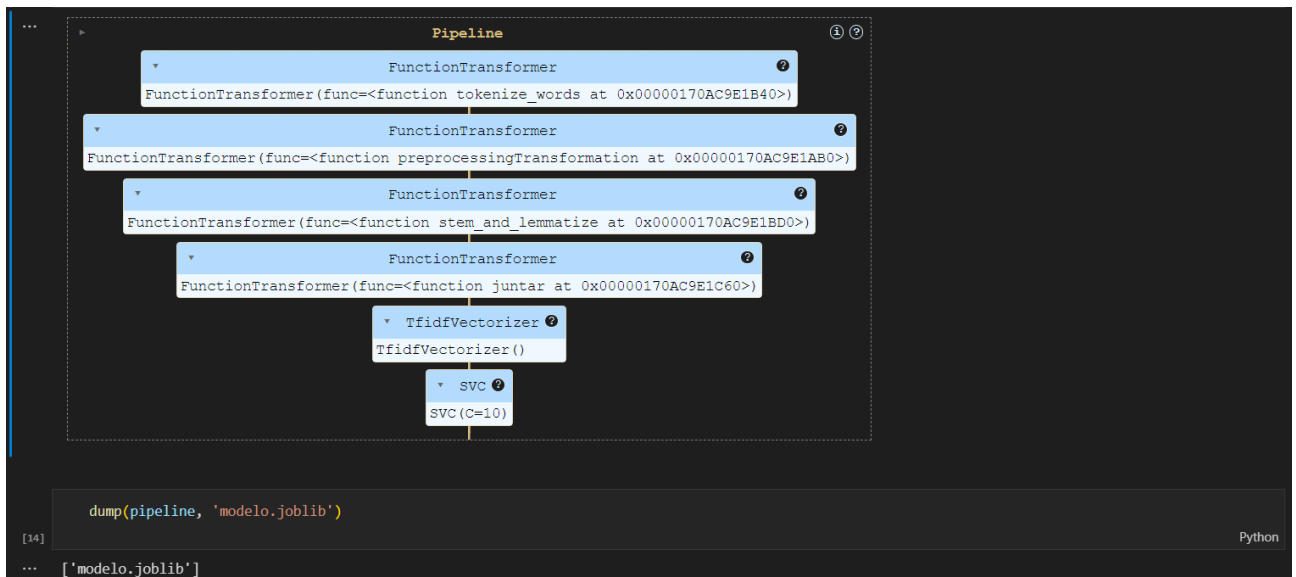 Pipeline
FunctionTransformer
FunctionTransformer(func=<function tokenize_words at 0x00000170AC9E1B40>)
FunctionTransformer
FunctionTransformer(func=<function preprocessingTransformation at 0x00000170AC9E1AB0>)
FunctionTransformer
FunctionTransformer(func=<function stem_and_lemmatize at 0x00000170AC9E1BD0>)
FunctionTransformer
FunctionTransformer(func=<function juntar at 0x00000170AC9E1C60>)
TfidfVectorizer
TfidfVectorizer()
SVC
SVC(C=10)
dump(pipeline, 'modelo.joblib')
[14] Python
... ['modelo.joblib']